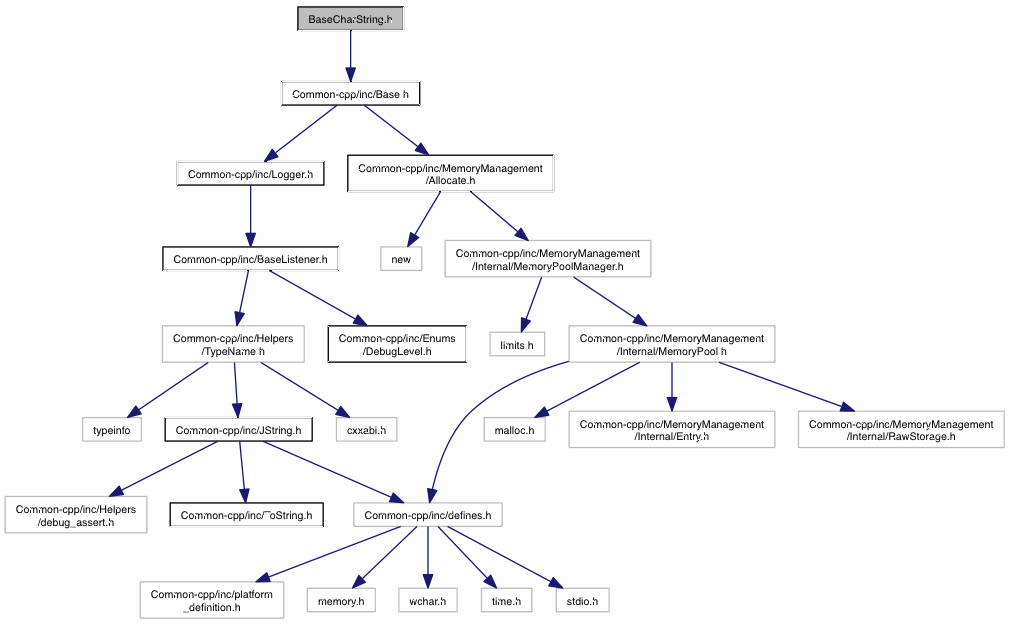 BaseCharString.h
Common-cpp/inc/Base.h
Common-cpp/inc/Logger.h
Common-cpp/inc/MemoryManagement
/Allocate.h
Common-cpp/inc/BaseListener.h
new
Common-cpp/inc/MemoryManagement
/Internal/MemoryPoolManager.h
Common-cpp/inc/Helpers
/TypeName.h
Common-cpp/inc/Enums
/DebugLevel.h
limits.h
Common-cpp/inc/MemoryManagement
/Internal/MemoryPool.h
typeinfo
Common-cpp/inc/JString.h
cxxabi.h
malloc.h
Common-cpp/inc/MemoryManagement
/Internal/Entry.h
Common-cpp/inc/MemoryManagement
/Internal/RawStorage.h
Common-cpp/inc/Helpers
/debug_assert.h
Common-cpp/inc/ToString.h
Common-cpp/inc/defines.h
Common-cpp/inc/platform
_definition.h
memory.h
wchar.h
time.h
stdio.h